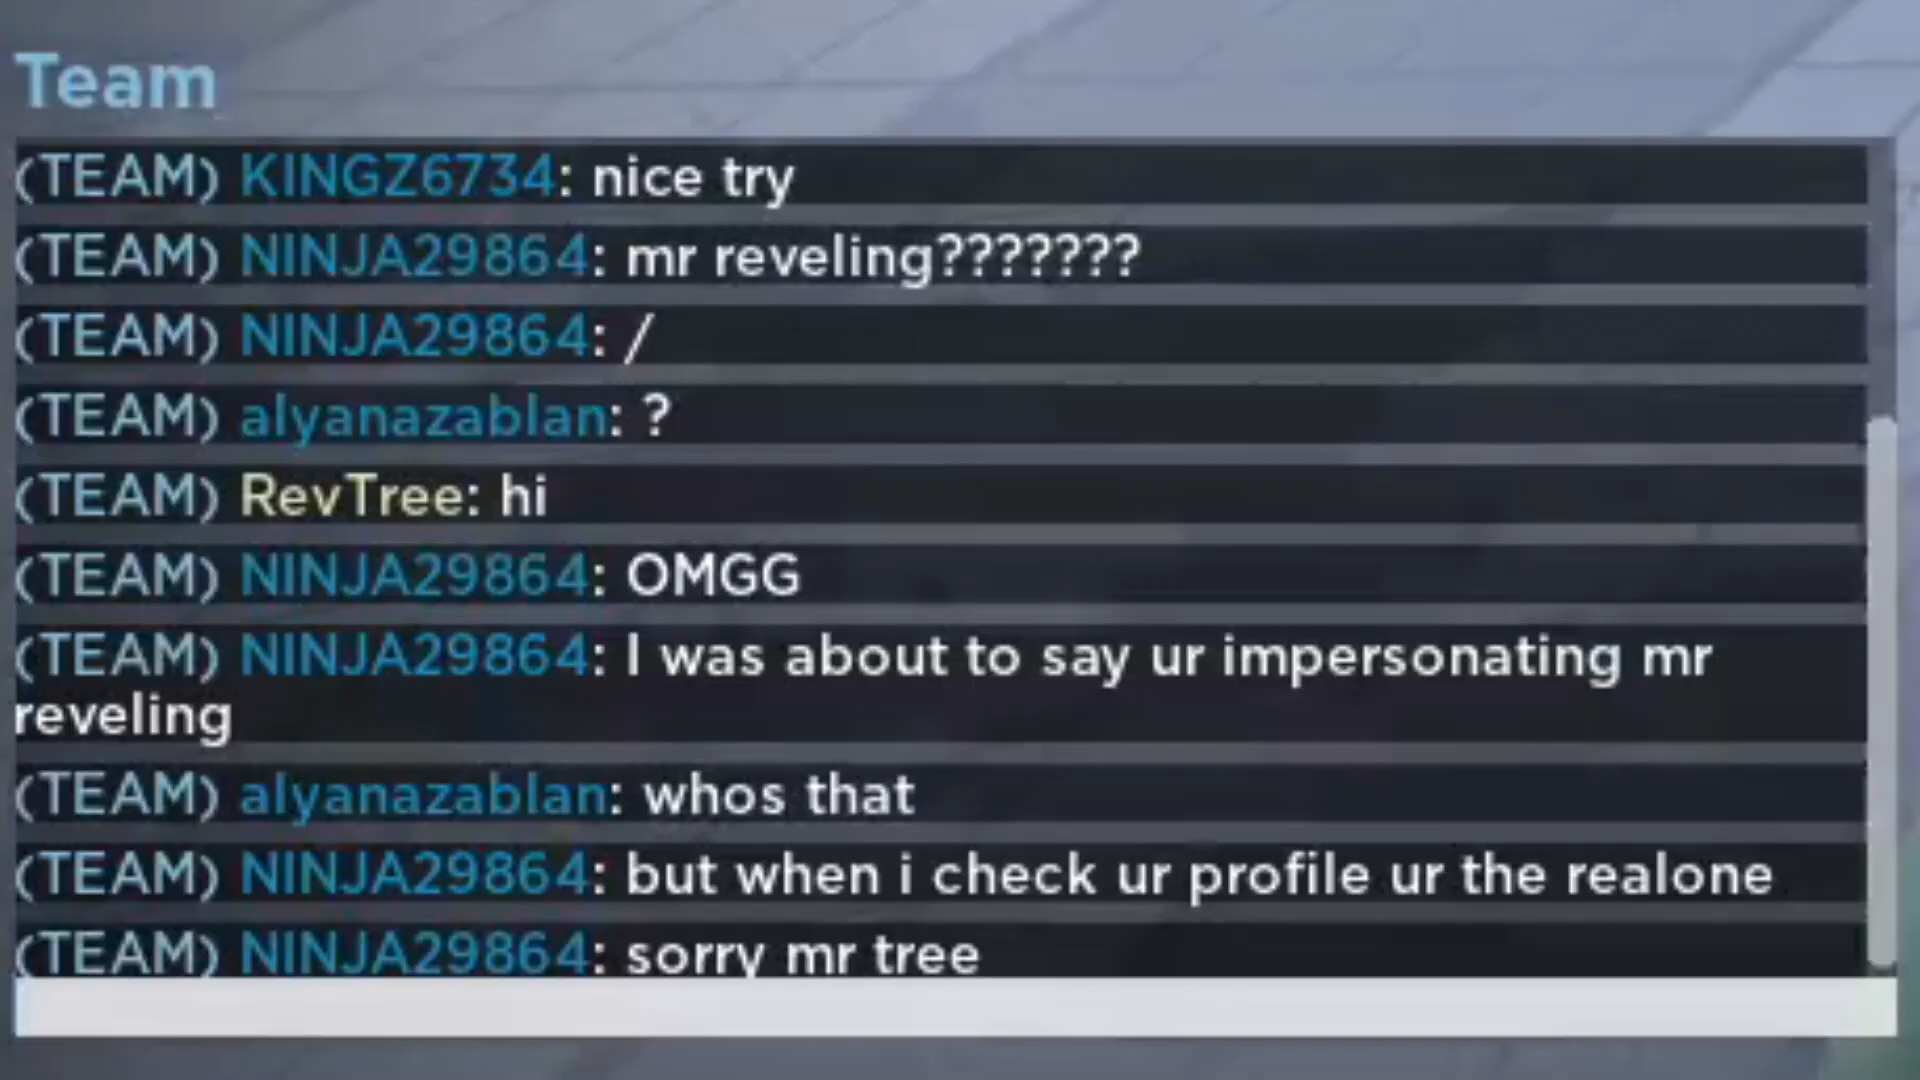 Team
(TEAM) KINGZ6734: nice try
(TEAM) NINJA29864: mr reveling???????
(TEAM) NINJA29864: /
(TEAM) alyanazablan: ?
(TEAM) RevTree: hi
(TEAM) NINJA29864: OMGG
(TEAM) NINJA29864: I was about to say ur impersonating mr
reveling
(TEAM) alyanazablan: whos that
(TEAM) NINJA29864: but when i check ur profile ur the realone
(TEAM) NINJA29864: sorry mr tree